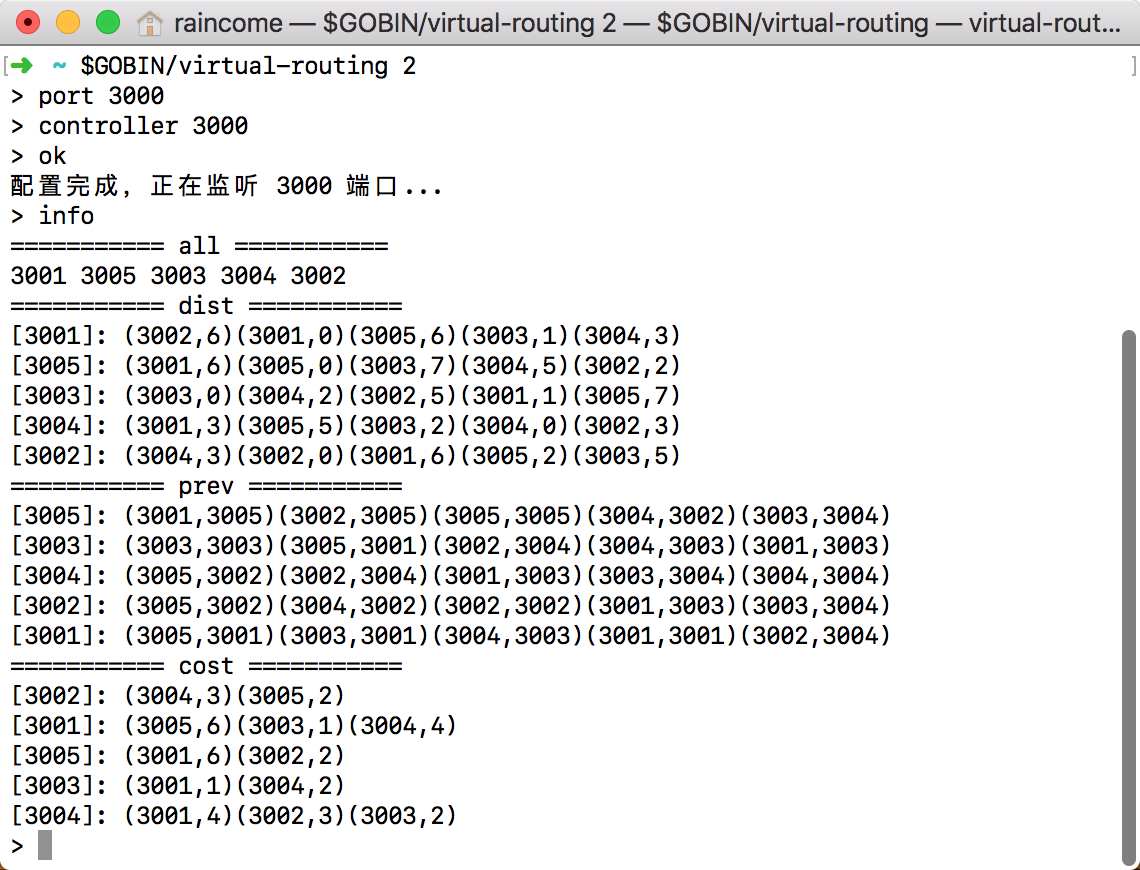 raincome — $GOBIN/virtual-routing 2 — $GOBIN/virtual-routing — virtual-rout...
[➜ ~ $GOBIN/virtual-routing 2 ]
> port 3000
> controller 3000
> ok
配置完成, 正在监听 3000 端口...
> info
=========== all ===========
3001 3005 3003 3004 3002
=========== dist ===========
[3001]: (3002,6)(3001,0)(3005,6)(3003,1)(3004,3)
[3005]: (3001,6)(3005,0)(3003,7)(3004,5)(3002,2)
[3003]: (3003,0)(3004,2)(3002,5)(3001,1)(3005,7)
[3004]: (3001,3)(3005,5)(3003,2)(3004,0)(3002,3)
[3002]: (3004,3)(3002,0)(3001,6)(3005,2)(3003,5)
=========== prev ===========
[3005]: (3001,3005)(3002,3005)(3005,3005)(3004,3002)(3003,3004)
[3003]: (3003,3003)(3005,3001)(3002,3004)(3004,3003)(3001,3003)
[3004]: (3005,3002)(3002,3004)(3001,3003)(3003,3004)(3004,3004)
[3002]: (3005,3002)(3004,3002)(3002,3002)(3001,3003)(3003,3004)
[3001]: (3005,3001)(3003,3001)(3004,3003)(3001,3001)(3002,3004)
=========== cost ===========
[3002]: (3004,3)(3005,2)
[3001]: (3005,6)(3003,1)(3004,4)
[3005]: (3001,6)(3002,2)
[3003]: (3001,1)(3004,2)
[3004]: (3001,4)(3002,3)(3003,2)
>